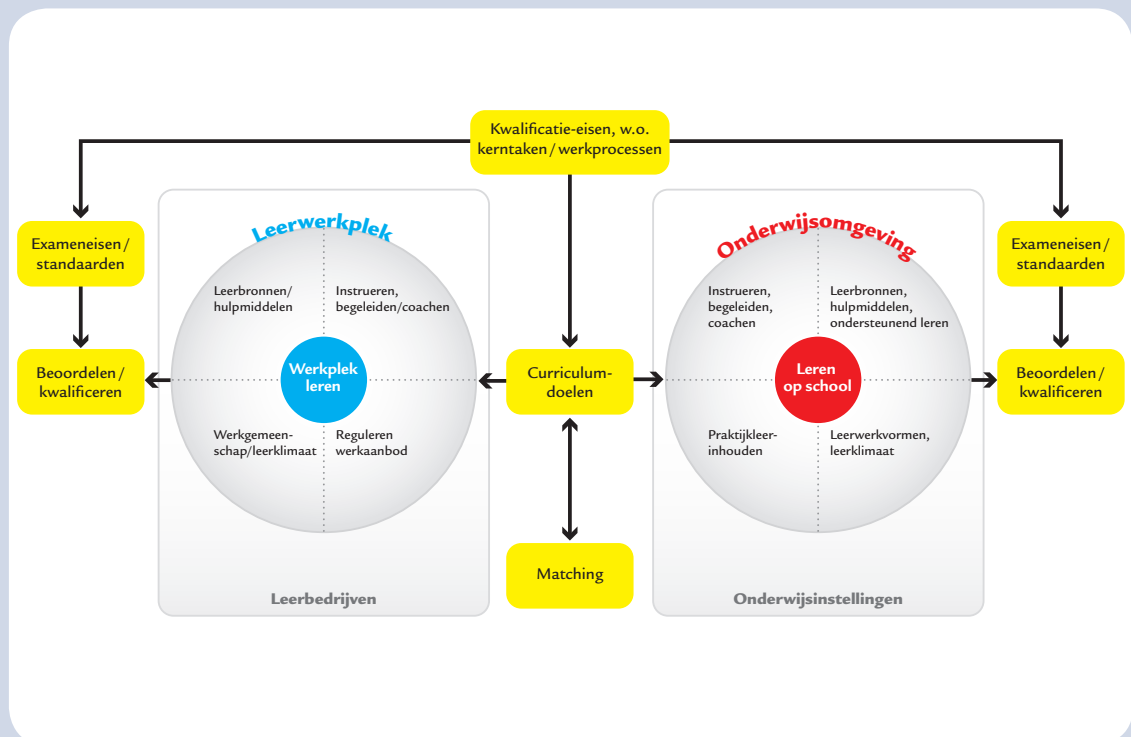 Kwalificatie-eisen, w.o.
kerntaken / werkprocessen
Exameneisen /
standaarden
Beoordelen /
kwalificeren
Leerwerkplek
Leerbronnen/
hulpmiddelen
Instrueren,
begeleiden/coachen
Werkplek
leren
Werkgemeen-
schap/leerklimaat
Reguleren
werkaanbod
Leerbedrijven
Curriculum-
doelen
Matching
Onderwijsomgeving
Instrueren,
begeleiden,
coachen
Leerbronnen,
hulpmiddelen,
ondersteunend leren
Leren
op school
Praktijkleer-
inhouden
Leerwerkvormen,
leerklimaat
Onderwijsinstellingen
Exameneisen /
standaarden
Beoordelen /
kwalificeren